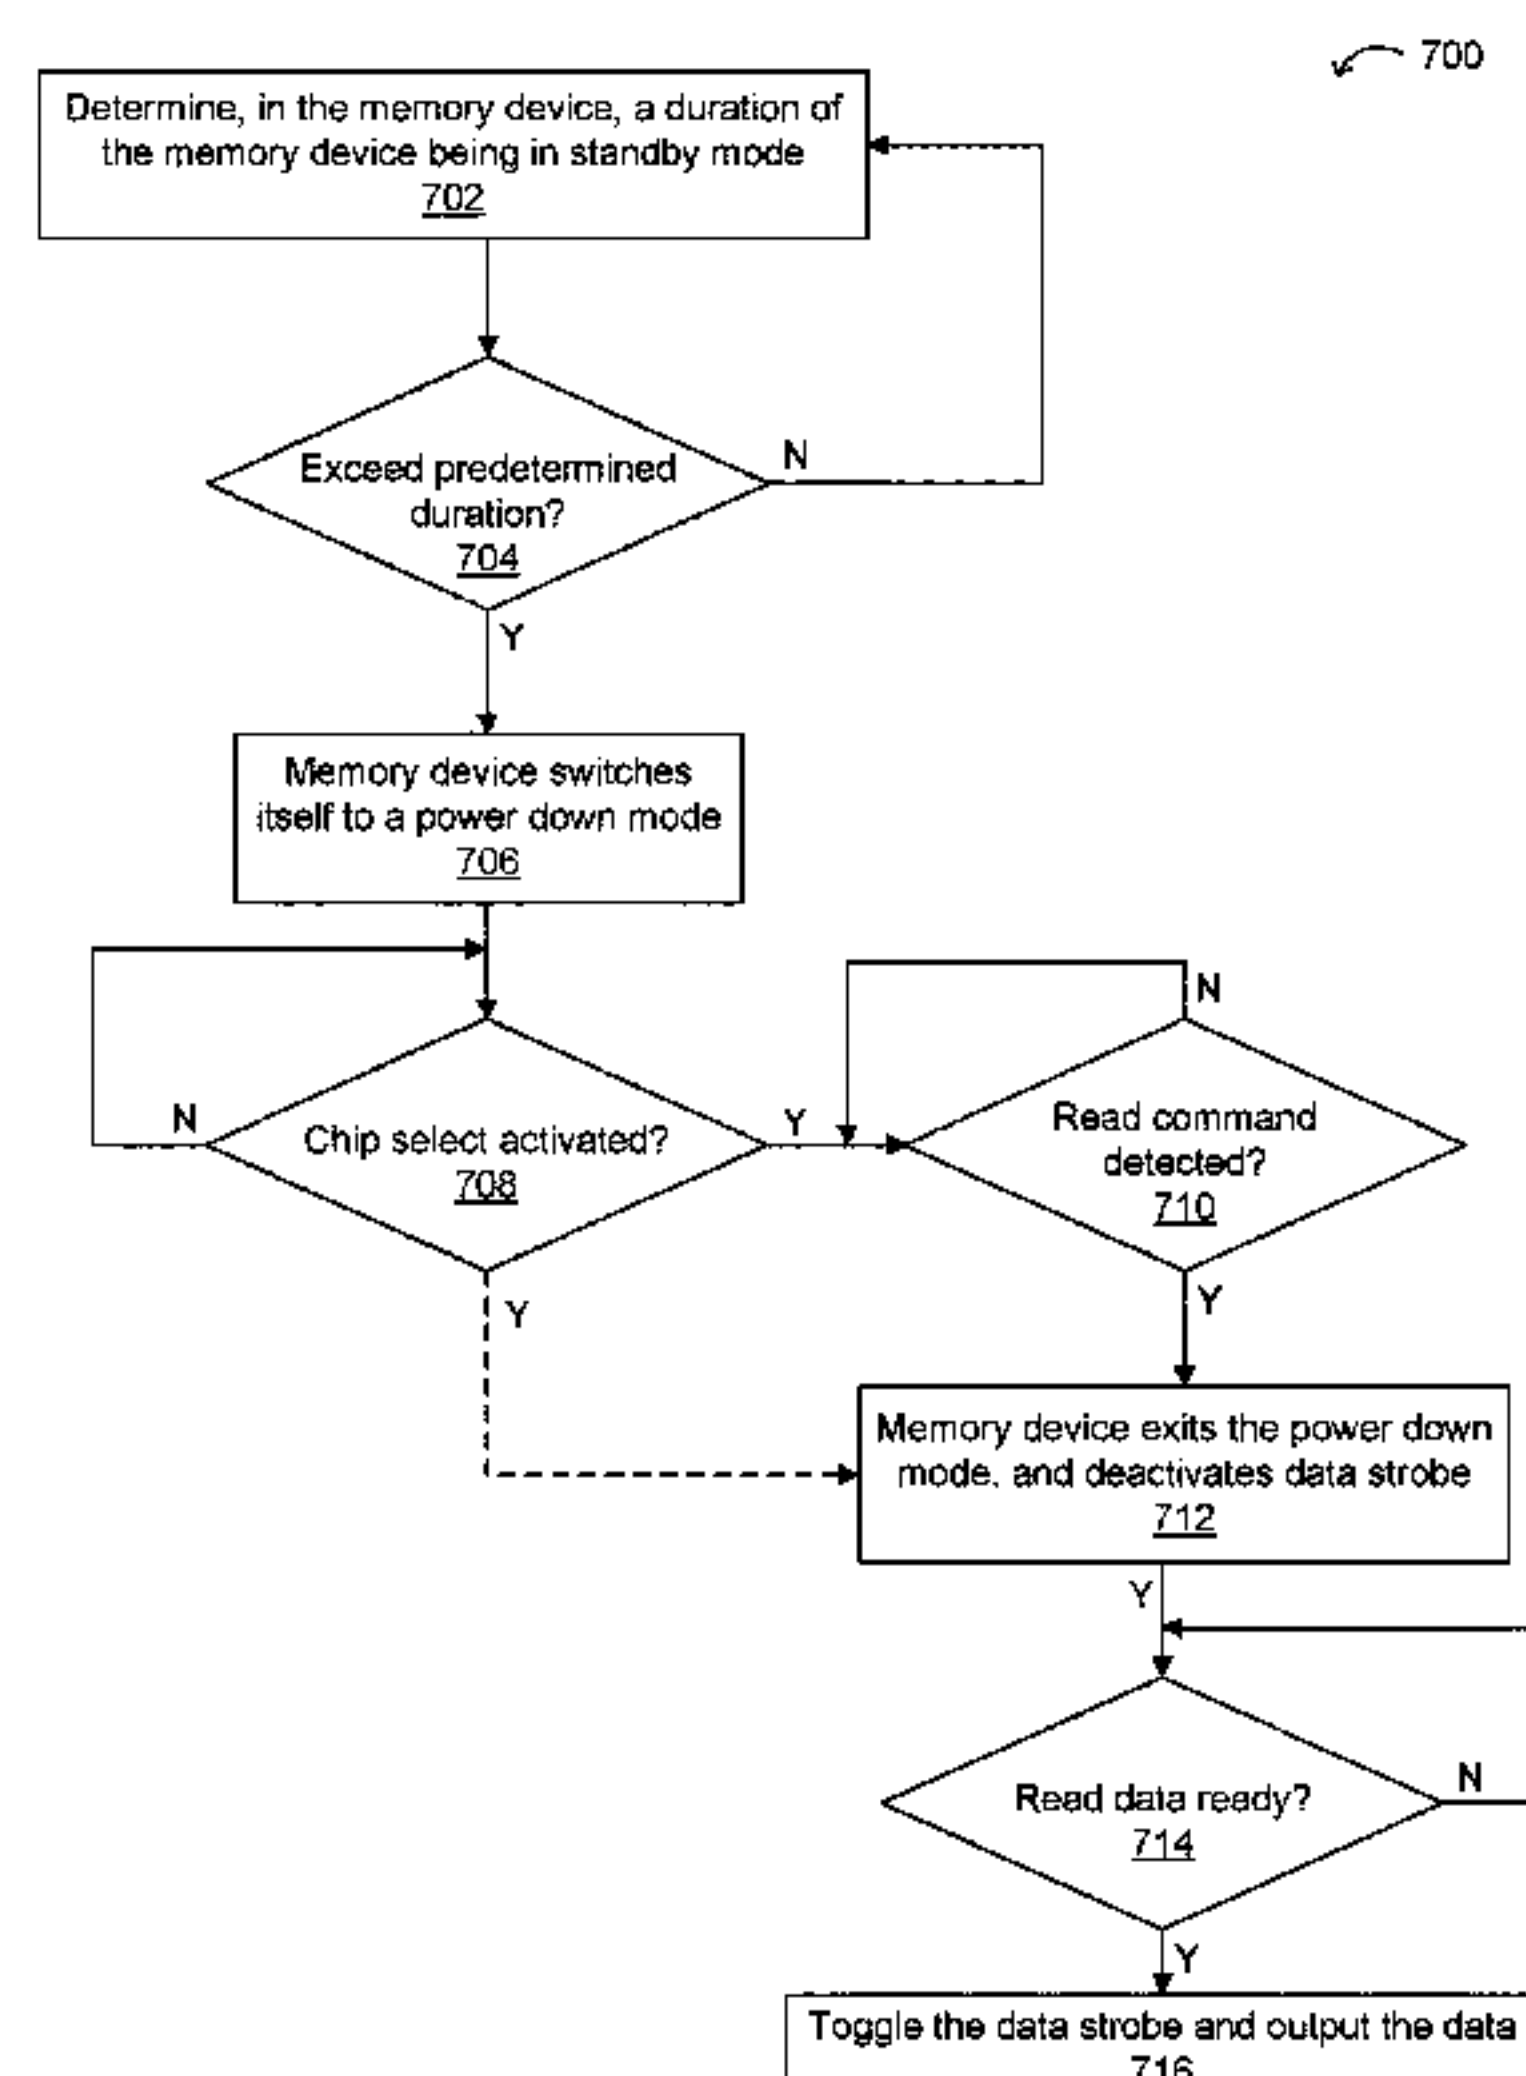 700
Determine, in the memory device, a duration of
the memory device being in standby mode
702
N
Exceed predetermined
duration?
704
Y
Memory device switches
itself to a power down mode
706
N
N
Chip select activated?
708
Y
Read command
detected?
710
Y
Y
Memory device exits the power down
mode, and deactivates data strobe
712
Y
N
Read data ready?
714
Y
Toggle the data strobe and output the data
716